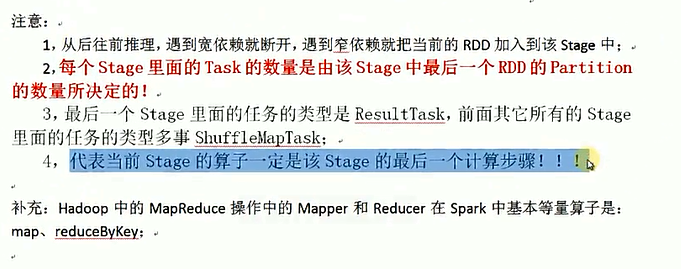 注意：
1，从后往前推理，遇到宽依赖就断开，遇到窄依赖就把当前的 RDD 加入到该 Stage 中；
2，每个 Stage 里面的 Task 的数量是由该 Stage 中最后一个 RDD 的 Partition
的数量所决定的！
3，最后一个 Stage 里面的任务的类型是 ResultTask，前面其它所有的 Stage
里面的任务的类型多事 ShuffleMapTask；
4，代表当前 Stage 的算子一定是该 Stage 的最后一个计算步骤！！！
补充：Hadoop 中的 MapReduce 操作中的 Mapper 和 Reducer 在 Spark 中基本等量算子是：
map、reduceByKey；